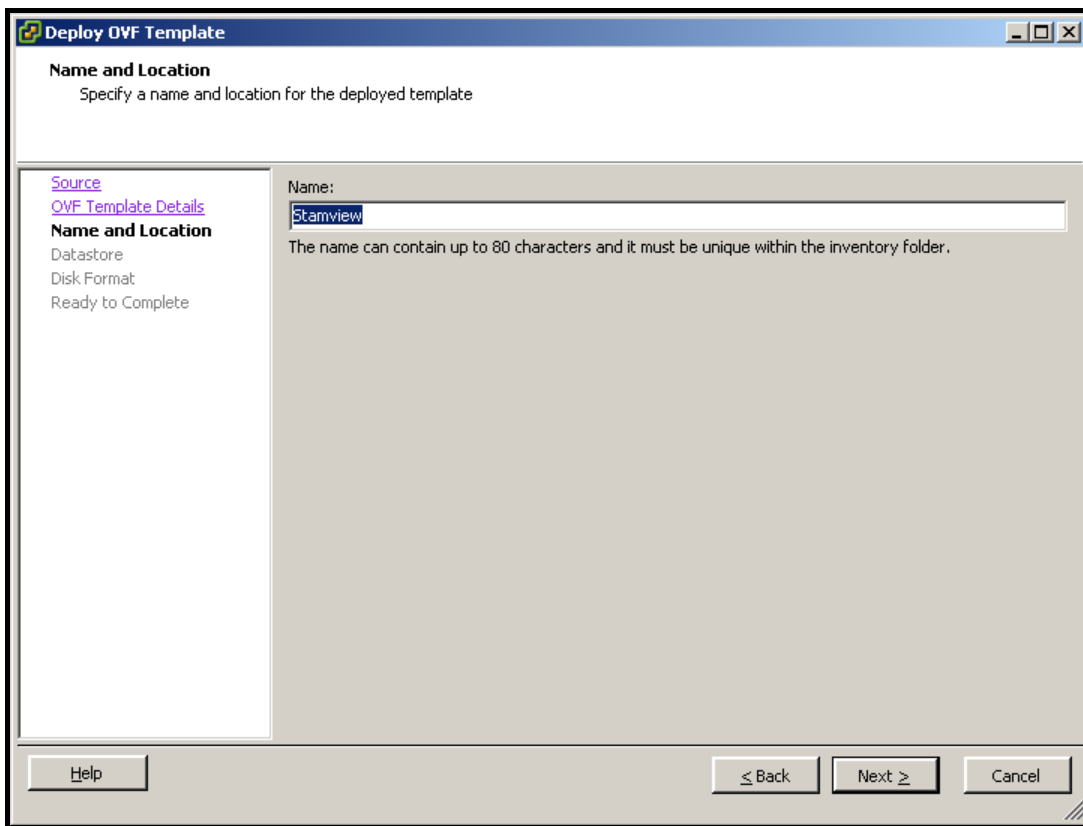 Deploy OVF Template
Name and Location
Specify a name and location for the deployed template
Source
OVF Template Details
Name and Location
Datastore
Disk Format
Ready to Complete
Name:
Stamview
The name can contain up to 80 characters and it must be unique within the inventory folder.
Help
< Back
Next >
Cancel